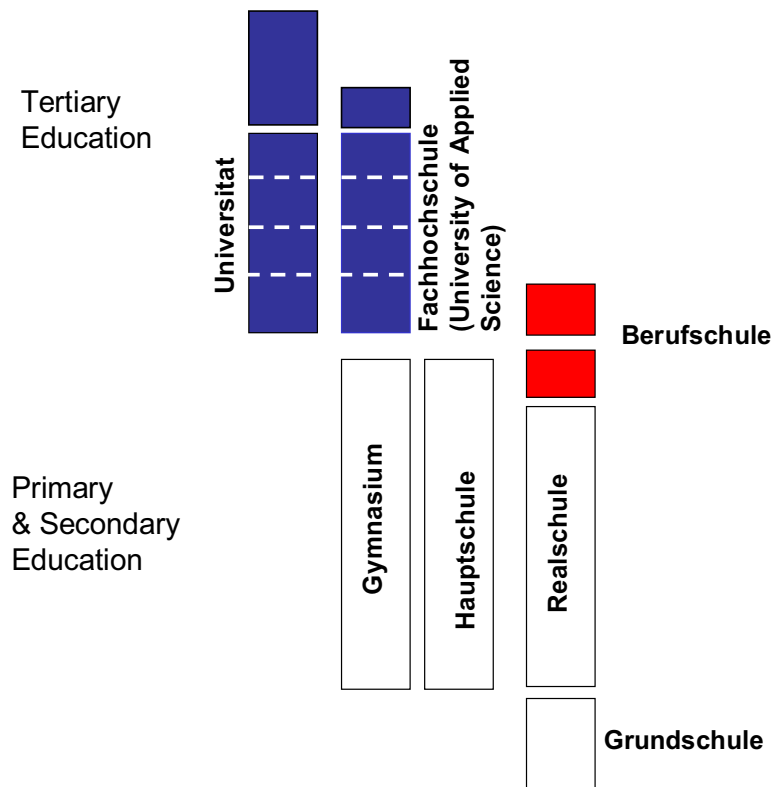 Tertiary
Education
Universitat
Fachhochschule
(University of Applied
Science)
Berufschule
Primary
& Secondary
Education
Gymnasium
Hauptschule
Realschule
Grundschule